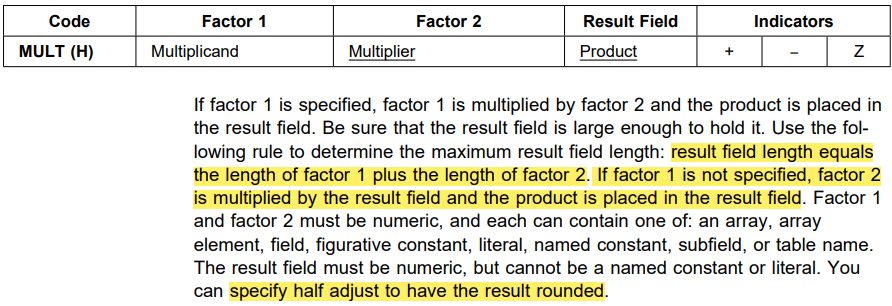 Code Factor 1 Factor 2 Result Field Indicators
MULT (H) Multiplicand Multiplier Product + – Z
If factor 1 is specified, factor 1 is multiplied by factor 2 and the product is placed in
the result field. Be sure that the result field is large enough to hold it. Use the fol-
lowing rule to determine the maximum result field length: result field length equals
the length of factor 1 plus the length of factor 2. If factor 1 is not specified, factor 2
is multiplied by the result field and the product is placed in the result field. Factor 1
and factor 2 must be numeric, and each can contain one of: an array, array
element, field, figurative constant, literal, named constant, subfield, or table name.
The result field must be numeric, but cannot be a named constant or literal. You
can specify half adjust to have the result rounded.